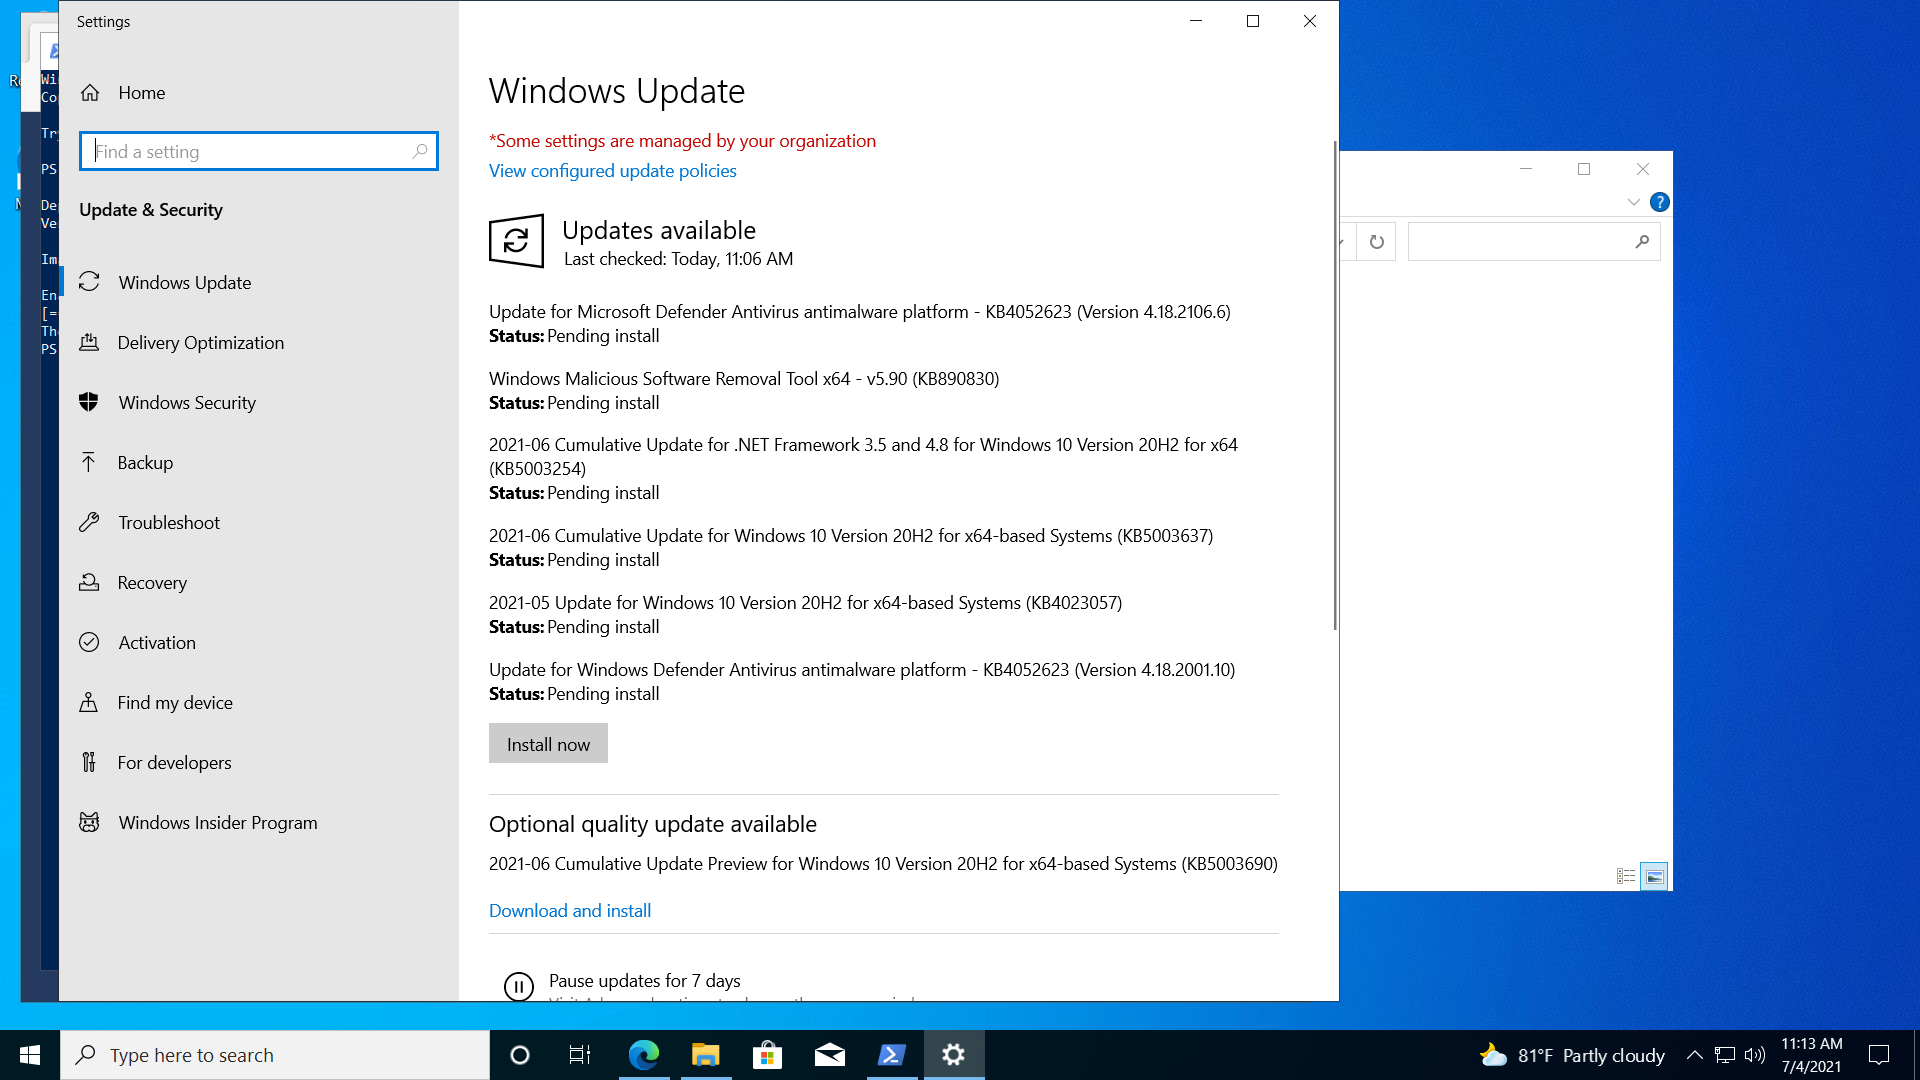 Settings
Home
Find a setting
Update & Security
Windows Update
Delivery Optimization
Windows Security
Backup
Troubleshoot
Recovery
Activation
Find my device
For developers
Windows Insider Program
Windows Update
*Some settings are managed by your organization
View configured update policies
Updates available
Last checked: Today, 11:06 AM
Update for Microsoft Defender Antivirus antimalware platform - KB4052623 (Version 4.18.2106.6)
Status: Pending install
Windows Malicious Software Removal Tool x64 - v5.90 (KB890830)
Status: Pending install
2021-06 Cumulative Update for .NET Framework 3.5 and 4.8 for Windows 10 Version 20H2 for x64
(KB5003254)
Status: Pending install
2021-06 Cumulative Update for Windows 10 Version 20H2 for x64-based Systems (KB5003637)
Status: Pending install
2021-05 Update for Windows 10 Version 20H2 for x64-based Systems (KB4023057)
Status: Pending install
Update for Windows Defender Antivirus antimalware platform - KB4052623 (Version 4.18.2001.10)
Status: Pending install
Install now
Optional quality update available
2021-06 Cumulative Update Preview for Windows 10 Version 20H2 for x64-based Systems (KB5003690)
Download and install
Pause updates for 7 days
PS
PS
Type here to search
81°F Partly cloudy
11:13 AM
7/4/2021